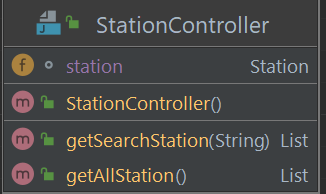 StationController
f station Station
m StationController()
m getSearchStation(String) List
m getAllStation() List